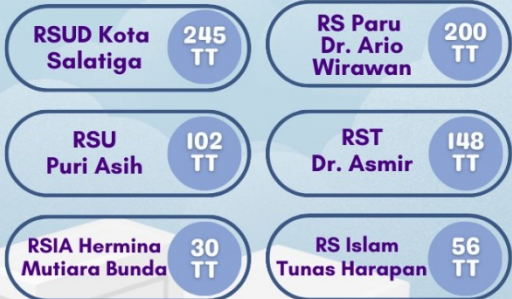 RSUD Kota
Salatiga
245
TT
RS Paru
Dr. Ario
Wirawan
200
TT
RSU
Puri Asih
102
TT
RST
Dr. Asmir
148
TT
RSIA Hermina
Mutiara Bunda
30
TT
RS Islam
Tunas Harapan
56
TT